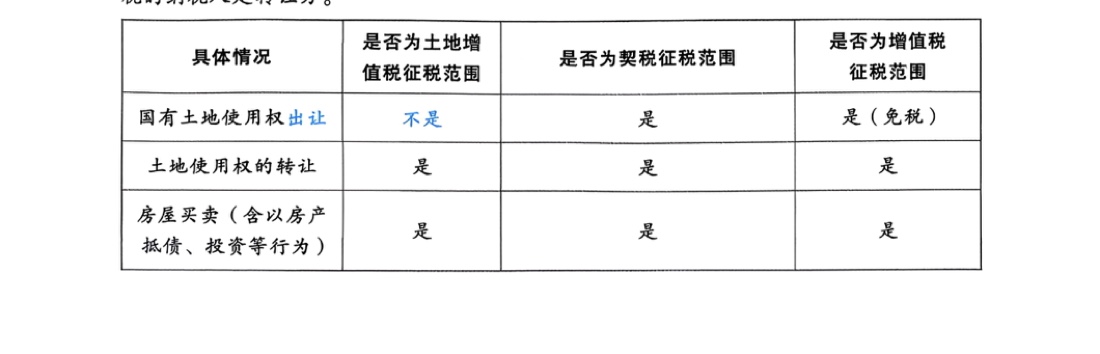 具体情况
是否为土地增
值税征税范围
是否为契税征税范围
是否为增值税
征税范围
国有土地使用权出让
不是
是
是（免税）
土地使用权的转让
是
是
是
房屋买卖（含以房产
抵债、投资等行为）
是
是
是